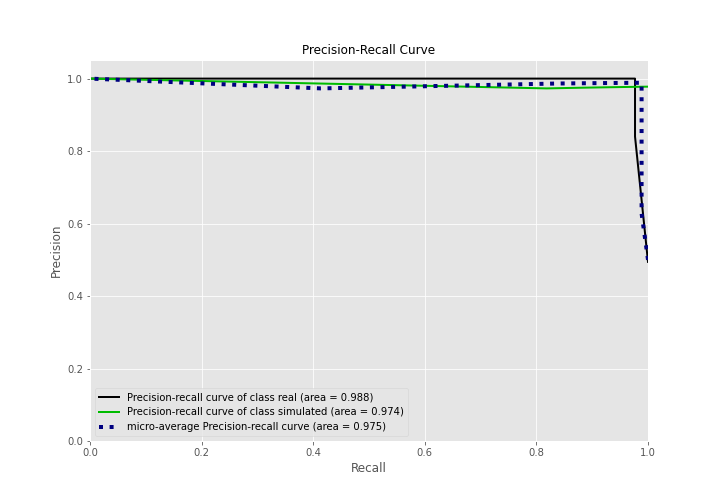 Precision-Recall Curve
1.0
0.8
0.6
0.4
0.2
0.0
Precision
Precision-recall curve of class real (area = 0.988)
Precision-recall curve of class simulated (area = 0.974)
micro-average Precision-recall curve (area = 0.975)
0.0 0.2 0.4 0.6 0.8 1.0
Recall